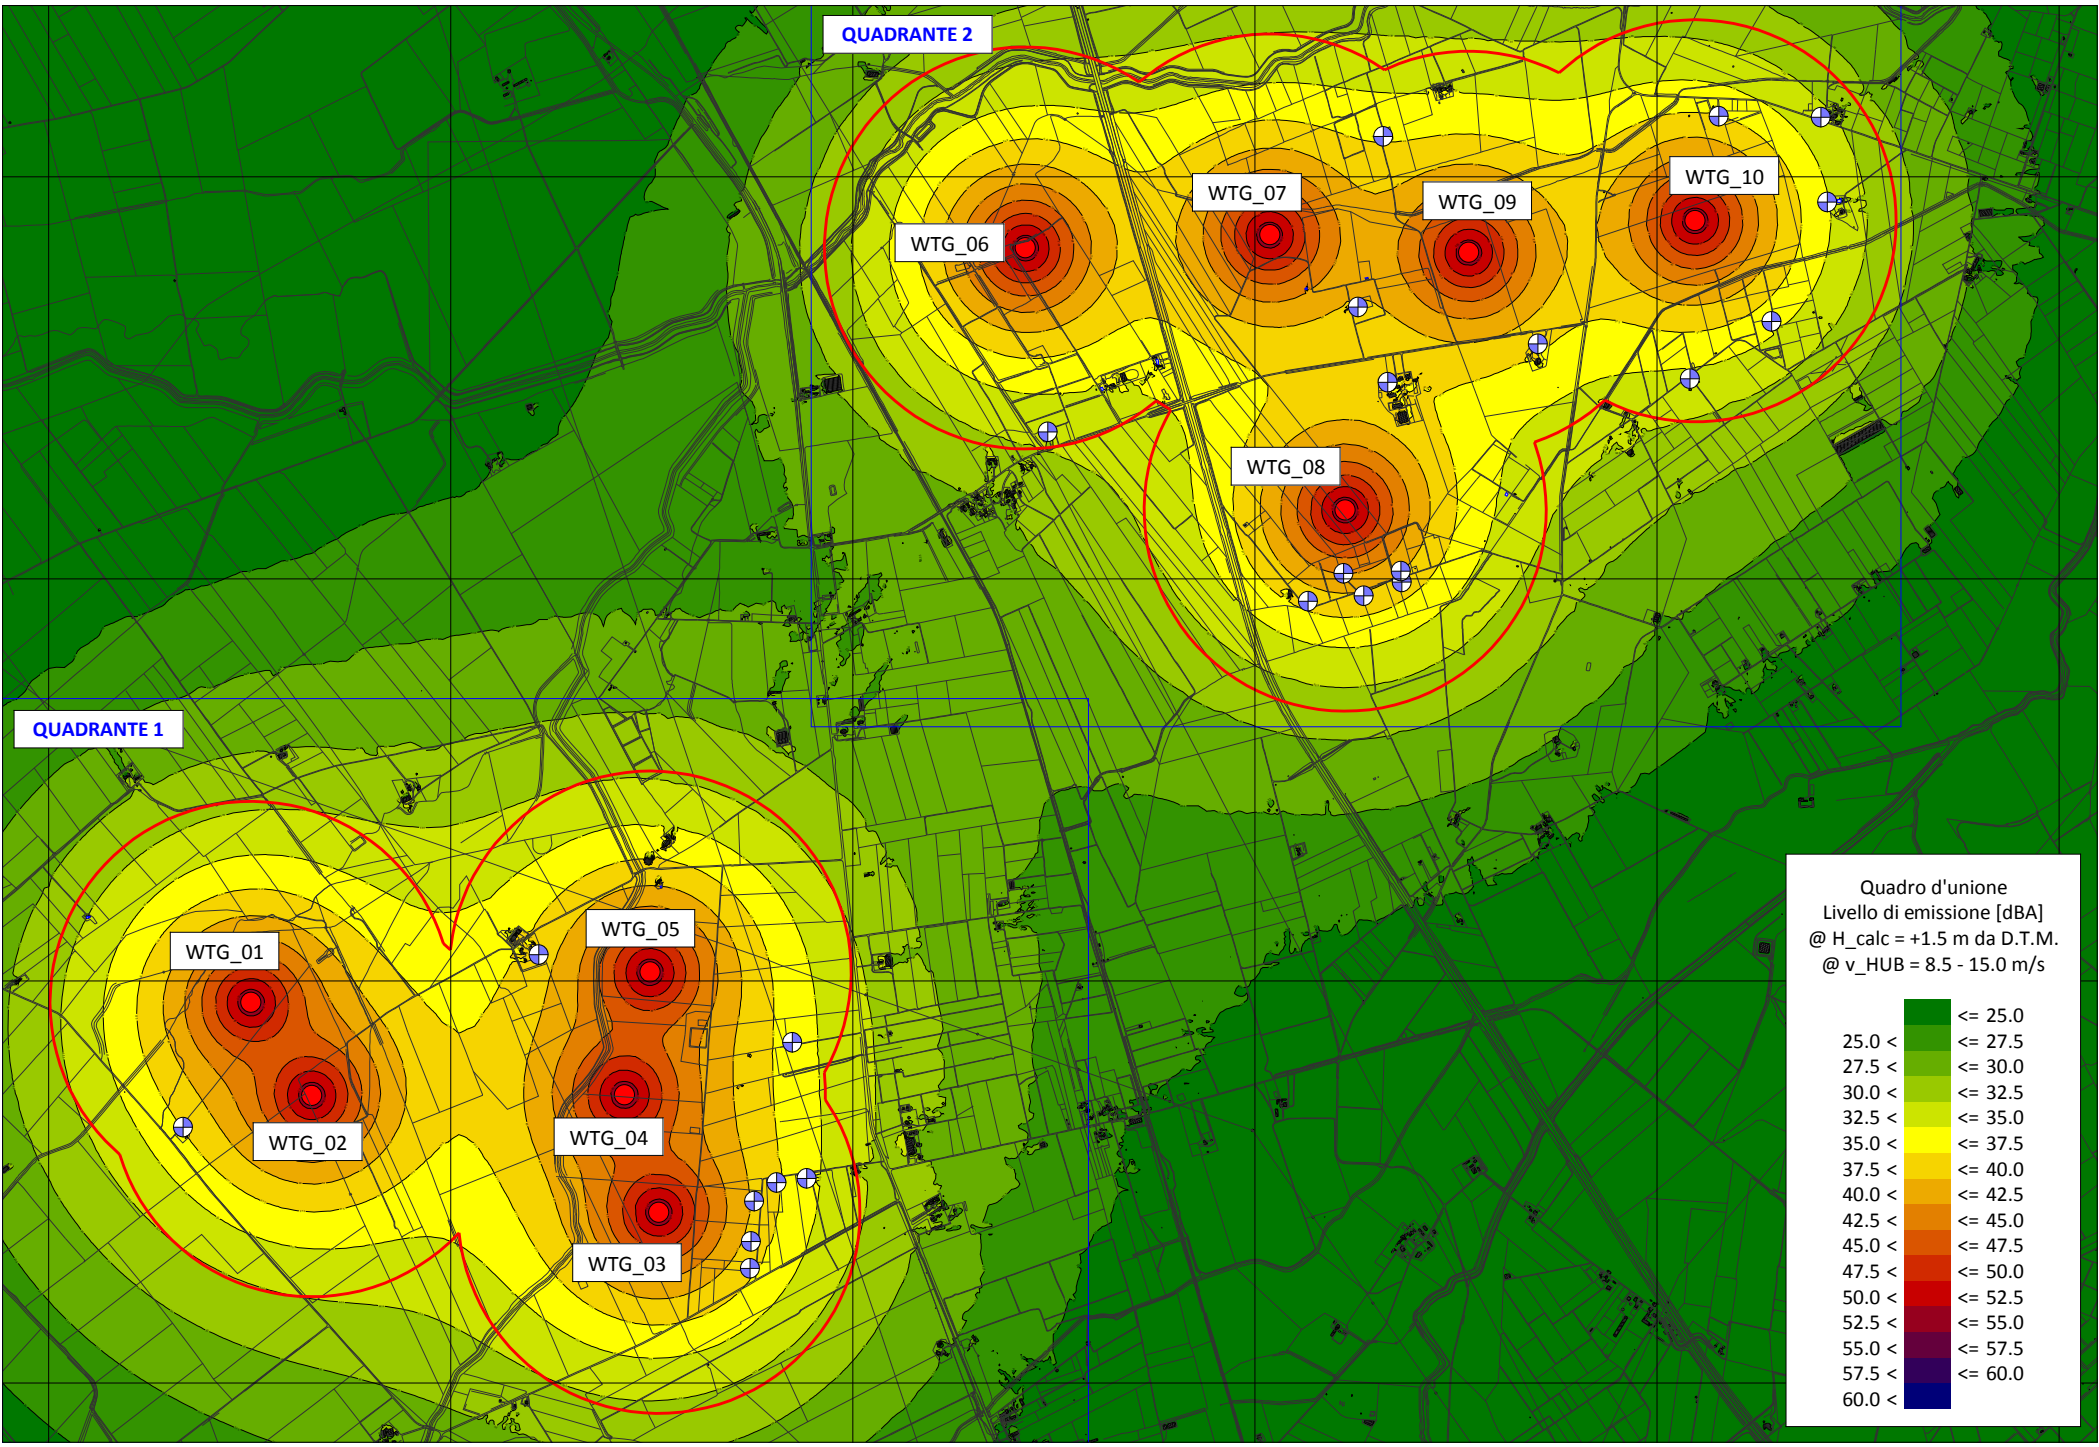 QUADRANTE 2
WTG_10
WTG_07
WTG_09
WTG_06
WTG_08
QUADRANTE 1
WTG_05
WTG_01
WTG_04
WTG_02
WTG_03
Quadro d'unione
Livello di emissione [dBA]
@ H_calc = +1.5 m da D.T.M.
@ v_HUB = 8.5 - 15.0 m/s
<= 25.0
25.0 < <= 27.5
27.5 < <= 30.0
30.0 < <= 32.5
32.5 < <= 35.0
35.0 < <= 37.5
37.5 < <= 40.0
40.0 < <= 42.5
42.5 < <= 45.0
45.0 < <= 47.5
47.5 < <= 50.0
50.0 < <= 52.5
52.5 < <= 55.0
55.0 < <= 57.5
57.5 < <= 60.0
60.0 <